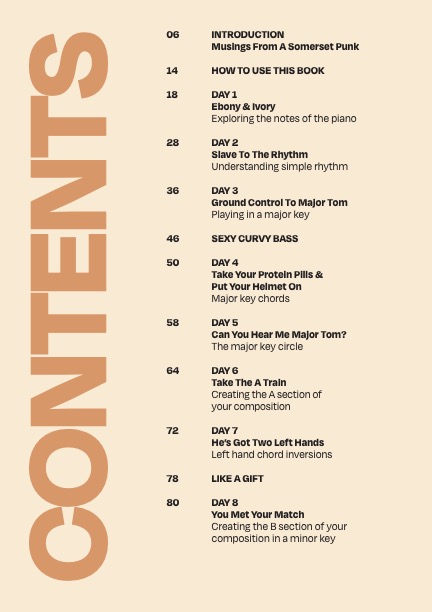 CONTENTS
06 INTRODUCTION
Musings From A Somerset Punk
14 HOW TO USE THIS BOOK
18 DAY 1
Ebony & Ivory
Exploring the notes of the piano
28 DAY 2
Slave To The Rhythm
Understanding simple rhythm
36 DAY 3
Ground Control To Major Tom
Playing in a major key
46 SEXY CURVY BASS
50 DAY 4
Take Your Protein Pills &
Put Your Helmet On
Major key chords
58 DAY 5
Can You Hear Me Major Tom?
The major key circle
64 DAY 6
Take The A Train
Creating the A section of
your composition
72 DAY 7
He's Got Two Left Hands
Left hand chord inversions
78 LIKE A GIFT
80 DAY 8
You Met Your Match
Creating the B section of your
composition in a minor key